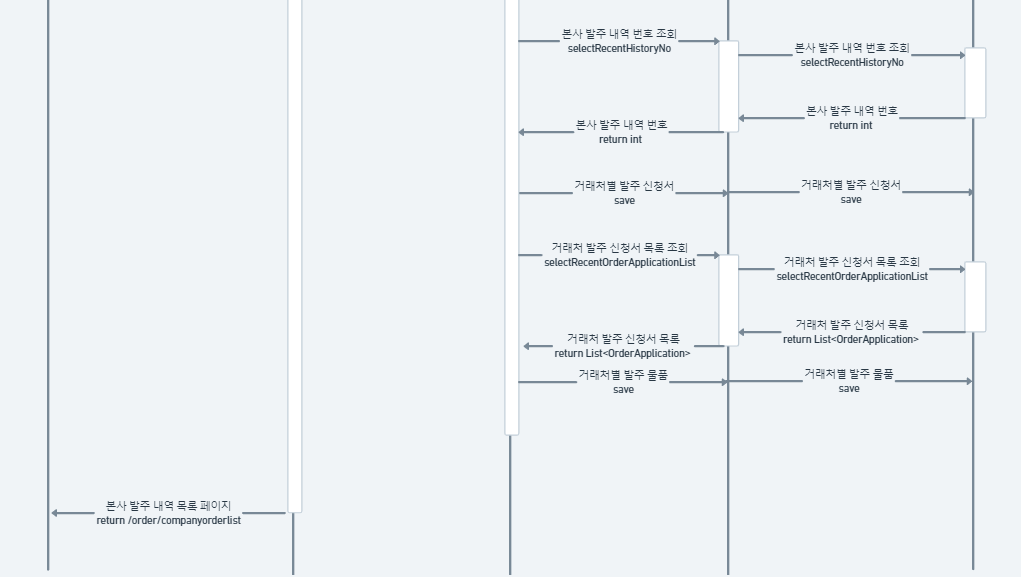 본사 발주 내역 번호 조회
selectRecentHistoryNo
본사 발주 내역 번호 조회
selectRecentHistoryNo
본사 발주 내역 번호
return int
본사 발주 내역 번호
return int
거래처별 발주 신청서
save
거래처별 발주 신청서
save
거래처 발주 신청서 목록 조회
selectRecentOrderApplicationList
거래처 발주 신청서 목록 조회
selectRecentOrderApplicationList
거래처 발주 신청서 목록
return List<OrderApplication>
거래처 발주 신청서 목록
return List<OrderApplication>
거래처별 발주 물품
save
거래처별 발주 물품
save
본사 발주 내역 목록 페이지
return /order/companyorderlist